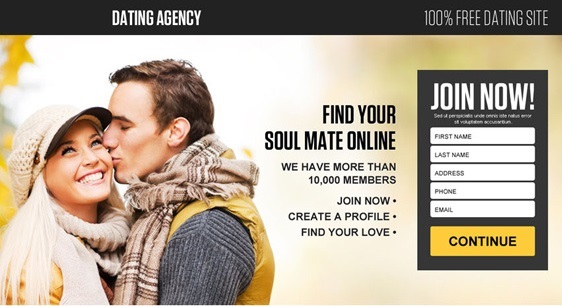 DATING AGENCY
100% FREE DATING SITE
FIND YOUR
SOUL MATE ONLINE
WE HAVE MORE THAN
10,000 MEMBERS
JOIN NOW •
CREATE A PROFILE •
FIND YOUR LOVE •
JOIN NOW!
Sed ut perspiciatis unde omnis iste natus error
sit voluptatem accusantium.
FIRST NAME
LAST NAME
ADDRESS
PHONE
EMAIL
CONTINUE